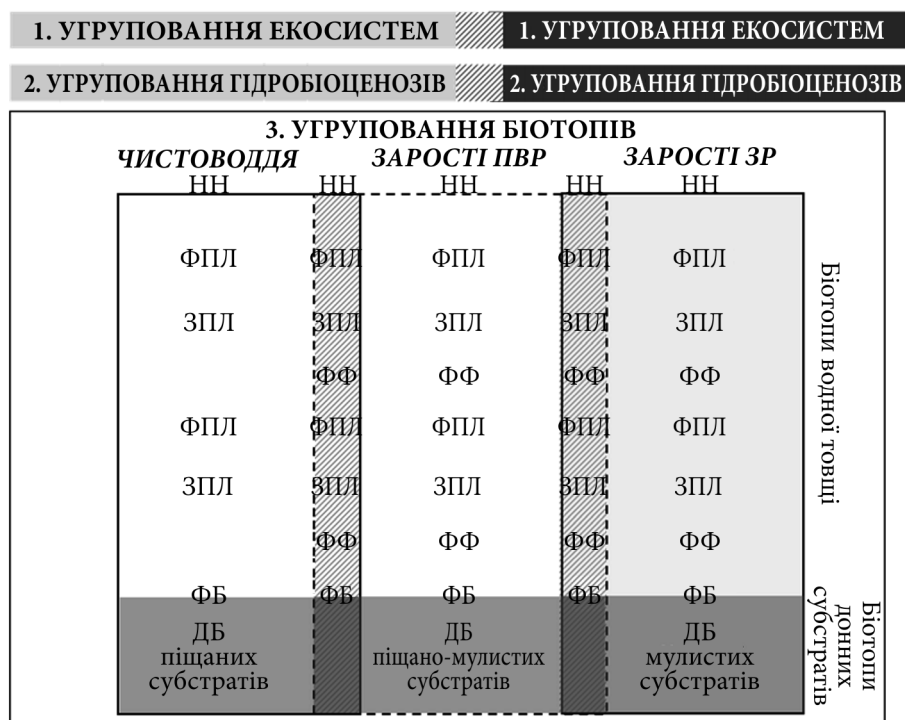 1. УГРУПОВАННЯ ЕКОСИСТЕМ 1. УГРУПОВАННЯ ЕКОСИСТЕМ
2. УГРУПОВАННЯ ГІДРОБІОЦЕНОЗІВ 2. УГРУПОВАННЯ ГІДРОБІОЦЕНОЗІВ
3. УГРУПОВАННЯ БІОТОПІВ
ЧИСТОВОДДЯ ЗАРОСТІ ПВР ЗАРОСТІ ЗР
НН НН НН НН НН
ФПЛ ФПЛ ФПЛ ФПЛ ФПЛ
ЗПЛ ЗПЛ ЗПЛ ЗПЛ ЗПЛ
ФФ ФФ ФФ ФФ
ФПЛ ФПЛ ФПЛ ФПЛ ФПЛ
ЗПЛ ЗПЛ ЗПЛ ЗПЛ ЗПЛ
ФФ ФФ ФФ ФФ
ФБ ФБ ФБ ФБ ФБ
ДБ ДБ ДБ
піщаних піщано-мулистих мулистих
субстратів субстратів субстратів
Біотопи водної товщі
Біотопи
донних
субстратів